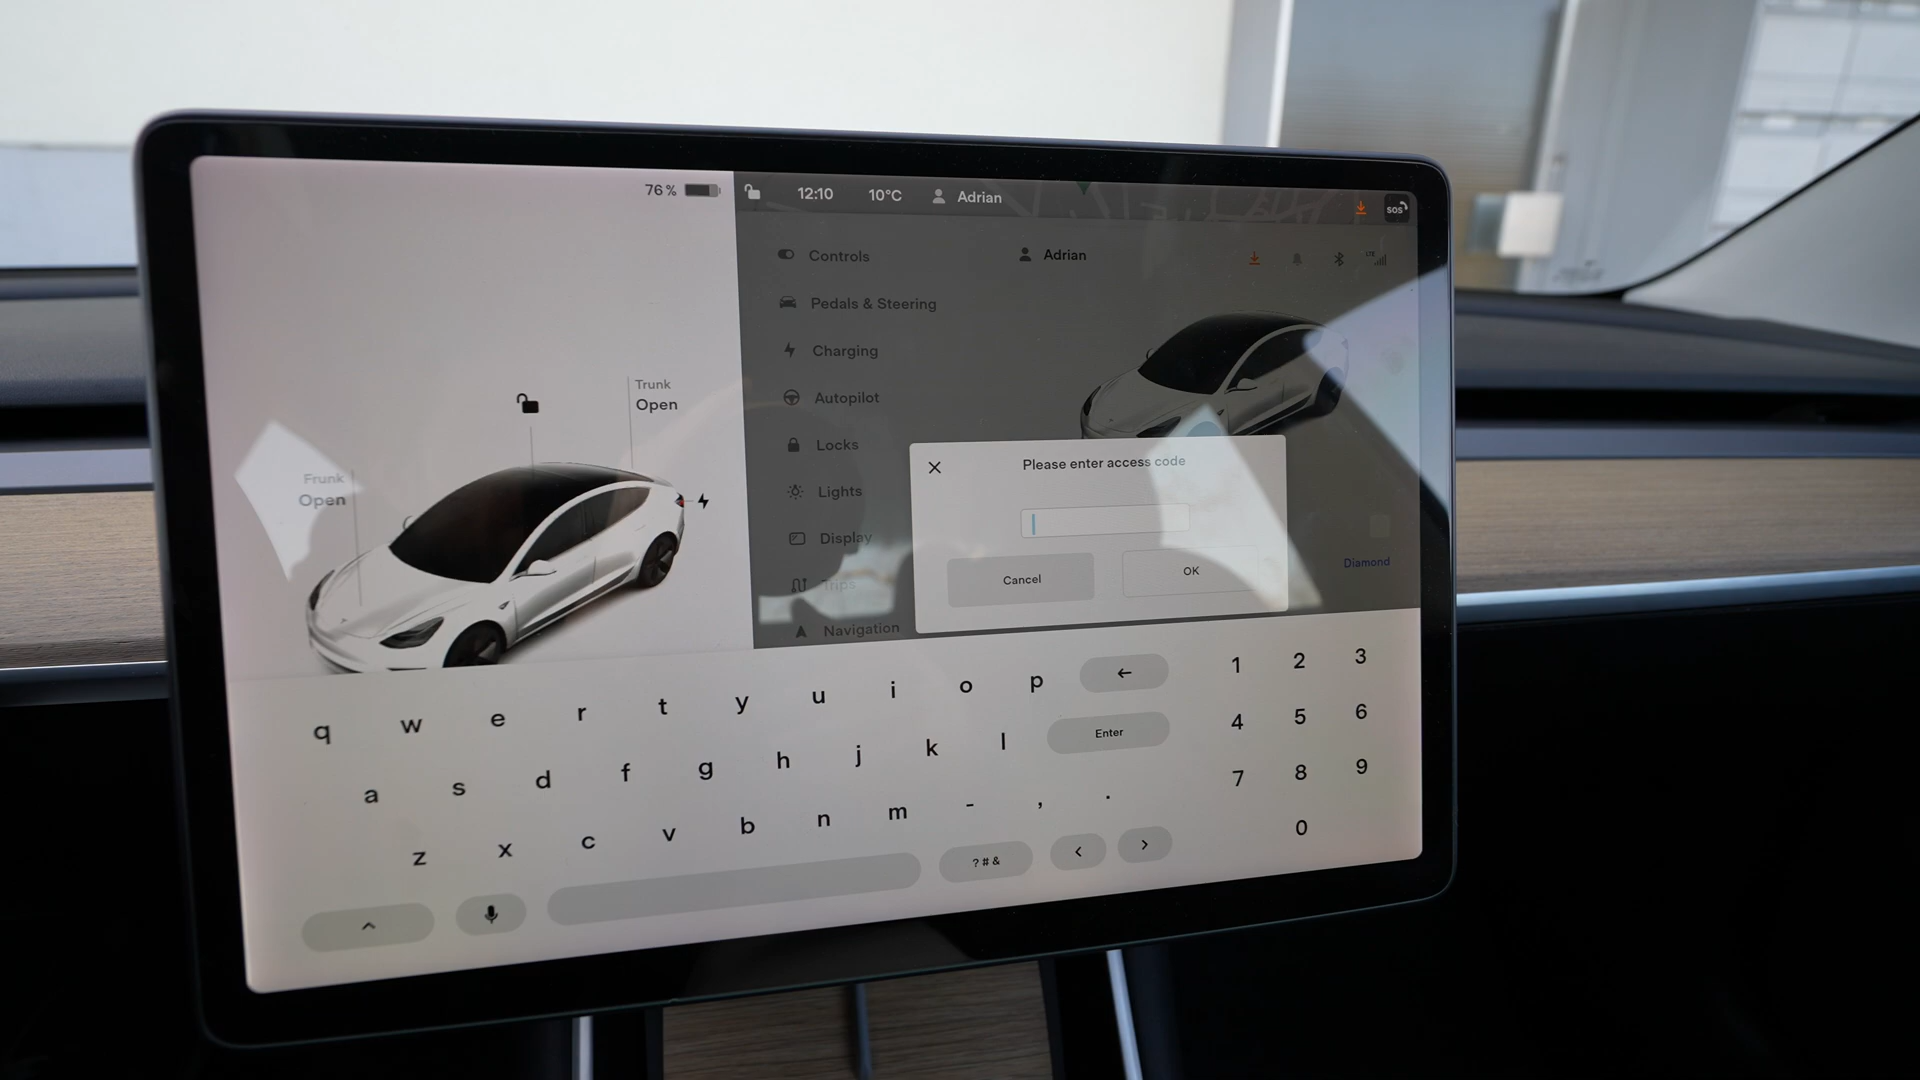 76 %
12:10 10°C Adrian
SOS
Controls
Adrian
LTE
Pedals & Steering
Charging
Autopilot
Locks
Lights
Display
Trips
Navigation
Trunk
Open
Frunk
Open
Please enter access code
Cancel OK
Diamond
q w e r t y u i o p ← 1 2 3
a s d f g h j k l Enter 4 5 6
z x c v b n m - , . 7 8 9
? # & < > 0